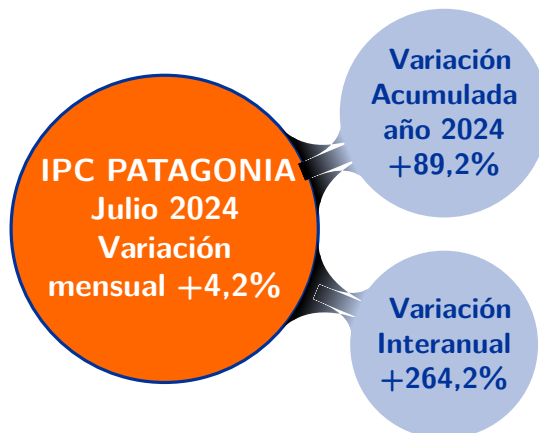 IPC PATAGONIA
Julio 2024
Variación
mensual +4,2%
Variación
Acumulada
año 2024
+89,2%
Variación
Interanual
+264,2%